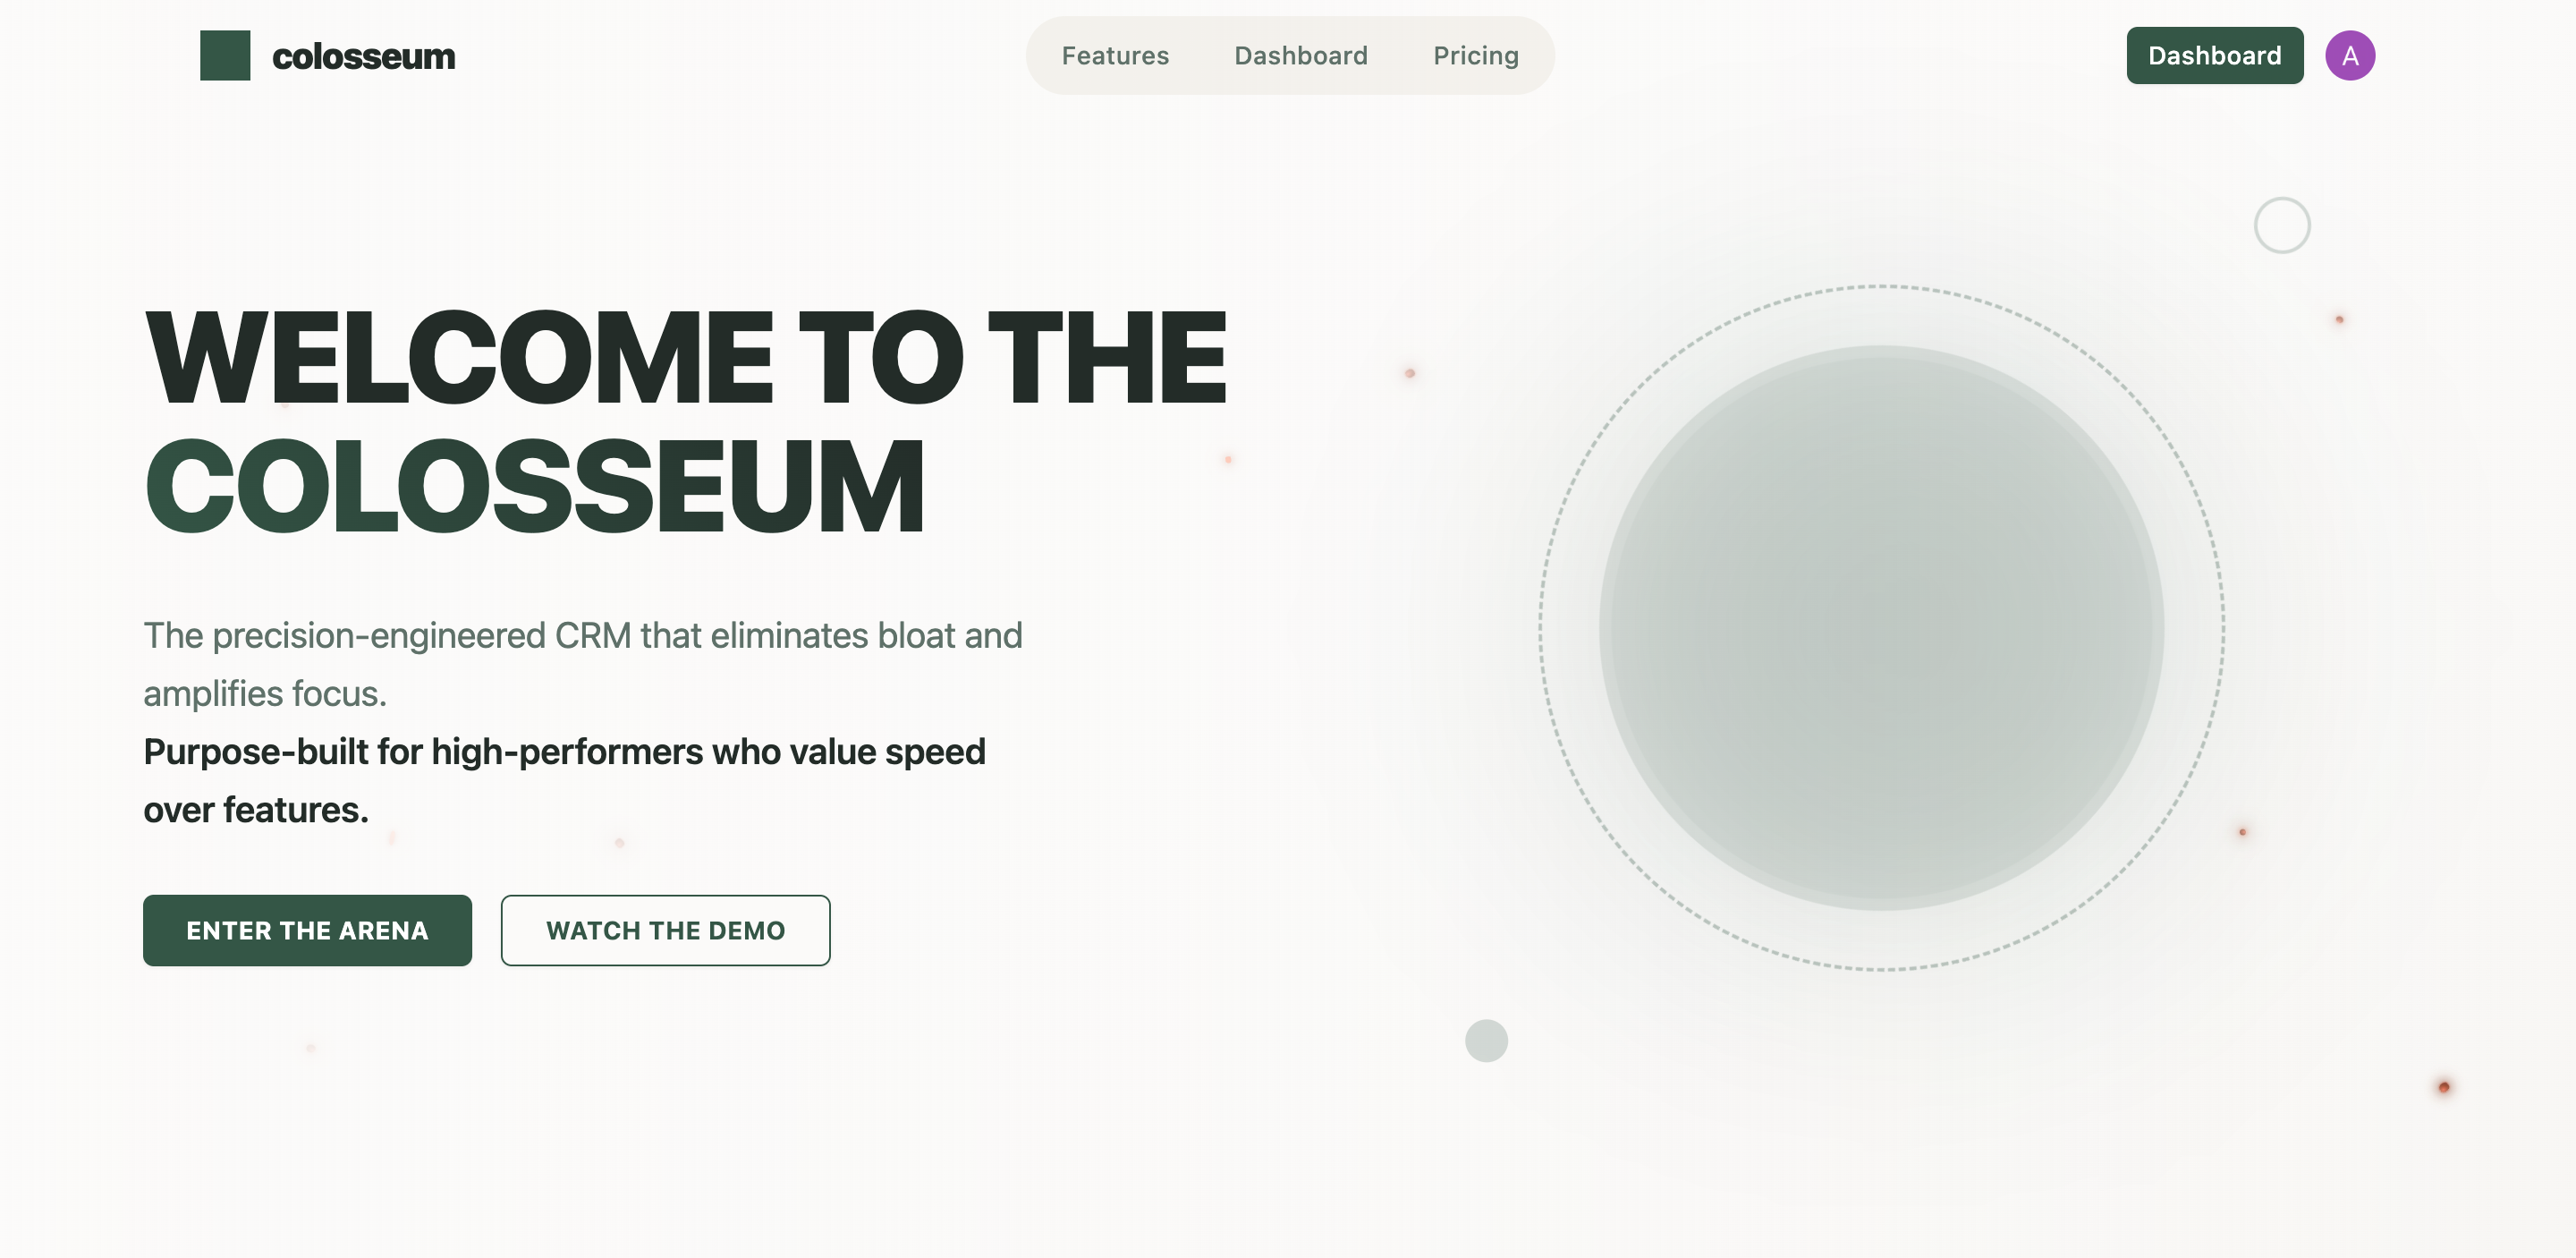 colosseum
Features
Dashboard
Pricing
Dashboard
A
WELCOME TO THE
COLOSSEUM
The precision-engineered CRM that eliminates bloat and
amplifies focus.
Purpose-built for high-performers who value speed
over features.
ENTER THE ARENA
WATCH THE DEMO